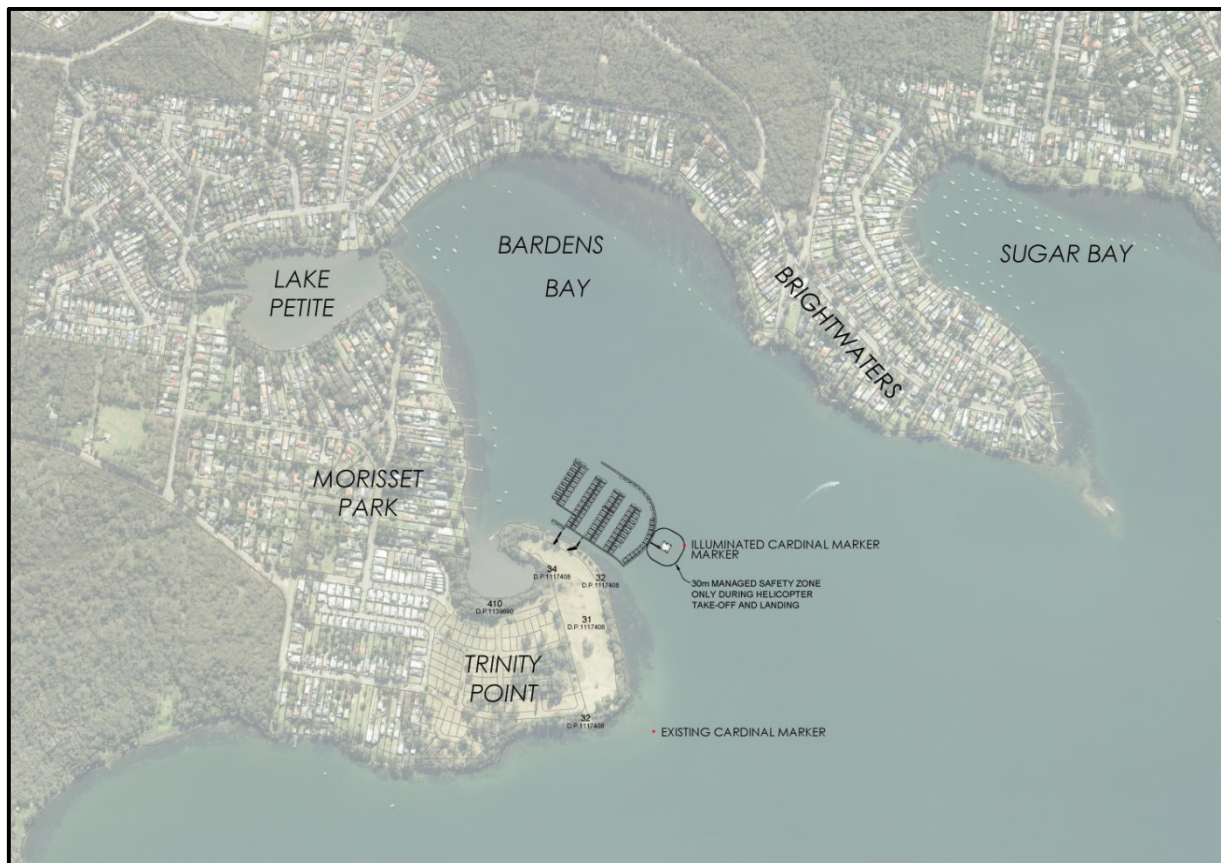 BARDENS
BAY
SUGAR BAY
LAKE
PETITE
BRIGHTWATERS
MORISSET
PARK
ILLUMINATED CARDINAL MARKER
MARKER
30m MANAGED SAFETY ZONE
ONLY DURING HELICOPTER
TAKE-OFF AND LANDING
34
D.P.1117408
32
D.P.1117408
410
D.P.1139690
31
D.P.1117408
TRINITY
POINT
32
D.P.1117408
EXISTING CARDINAL MARKER